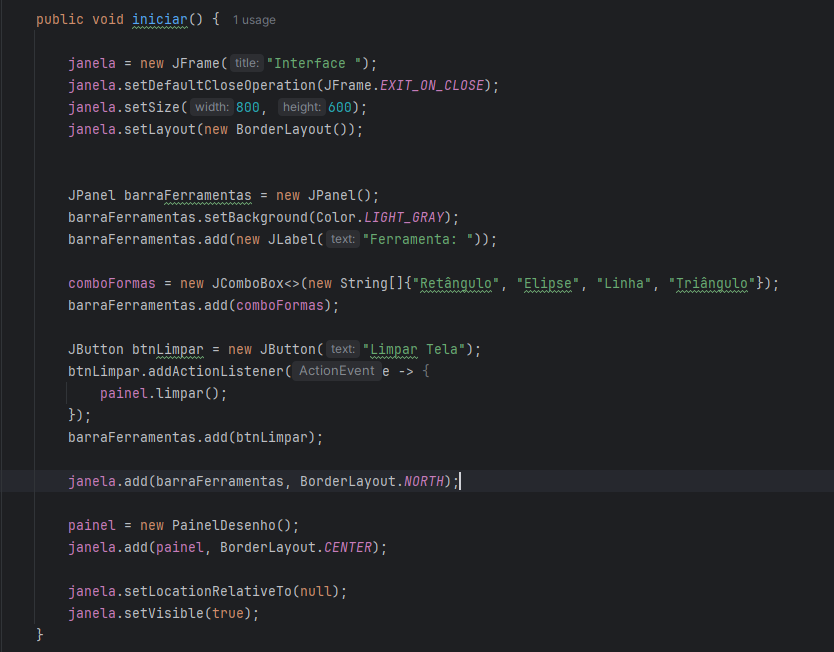 public void iniciar() { 1 usage
janela = new JFrame( title: "Interface ");
janela.setDefaultCloseOperation(JFrame.EXIT_ON_CLOSE);
janela.setSize( width: 800, height: 600);
janela.setLayout(new BorderLayout());
JPanel barraFerramentas = new JPanel();
barraFerramentas.setBackground(Color.LIGHT_GRAY);
barraFerramentas.add(new JLabel( text: "Ferramenta: "));
comboFormas = new JComboBox<>(new String[]{"Retângulo", "Elipse", "Linha", "Triângulo"});
barraFerramentas.add(comboFormas);
JButton btnLimpar = new JButton( text: "Limpar Tela");
btnLimpar.addActionListener( ActionEvent e -> {
painel.limpar();
});
barraFerramentas.add(btnLimpar);
janela.add(barraFerramentas, BorderLayout.NORTH);
painel = new PainelDesenho();
janela.add(painel, BorderLayout.CENTER);
janela.setLocationRelativeTo(null);
janela.setVisible(true);
}